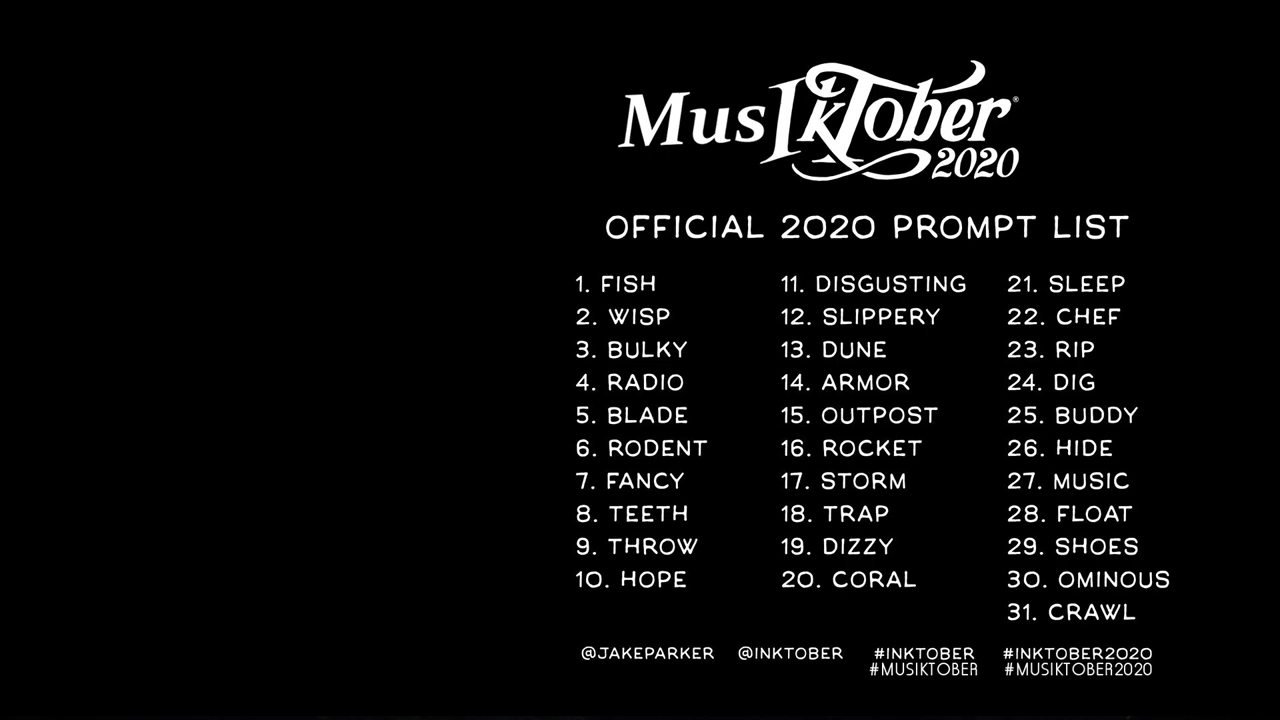 MusIkTober®
2020
OFFICIAL 2020 PROMPT LIST
1. FISH
2. WISP
3. BULKY
4. RADIO
5. BLADE
6. RODENT
7. FANCY
8. TEETH
9. THROW
10. HOPE
11. DISGUSTING
12. SLIPPERY
13. DUNE
14. ARMOR
15. OUTPOST
16. ROCKET
17. STORM
18. TRAP
19. DIZZY
20. CORAL
21. SLEEP
22. CHEF
23. RIP
24. DIG
25. BUDDY
26. HIDE
27. MUSIC
28. FLOAT
29. SHOES
30. OMINOUS
31. CRAWL
@JAKEPARKER @INKTOBER #INKTOBER #INKTOBER2020
#MUSIKTOBER #MUSIKTOBER2020